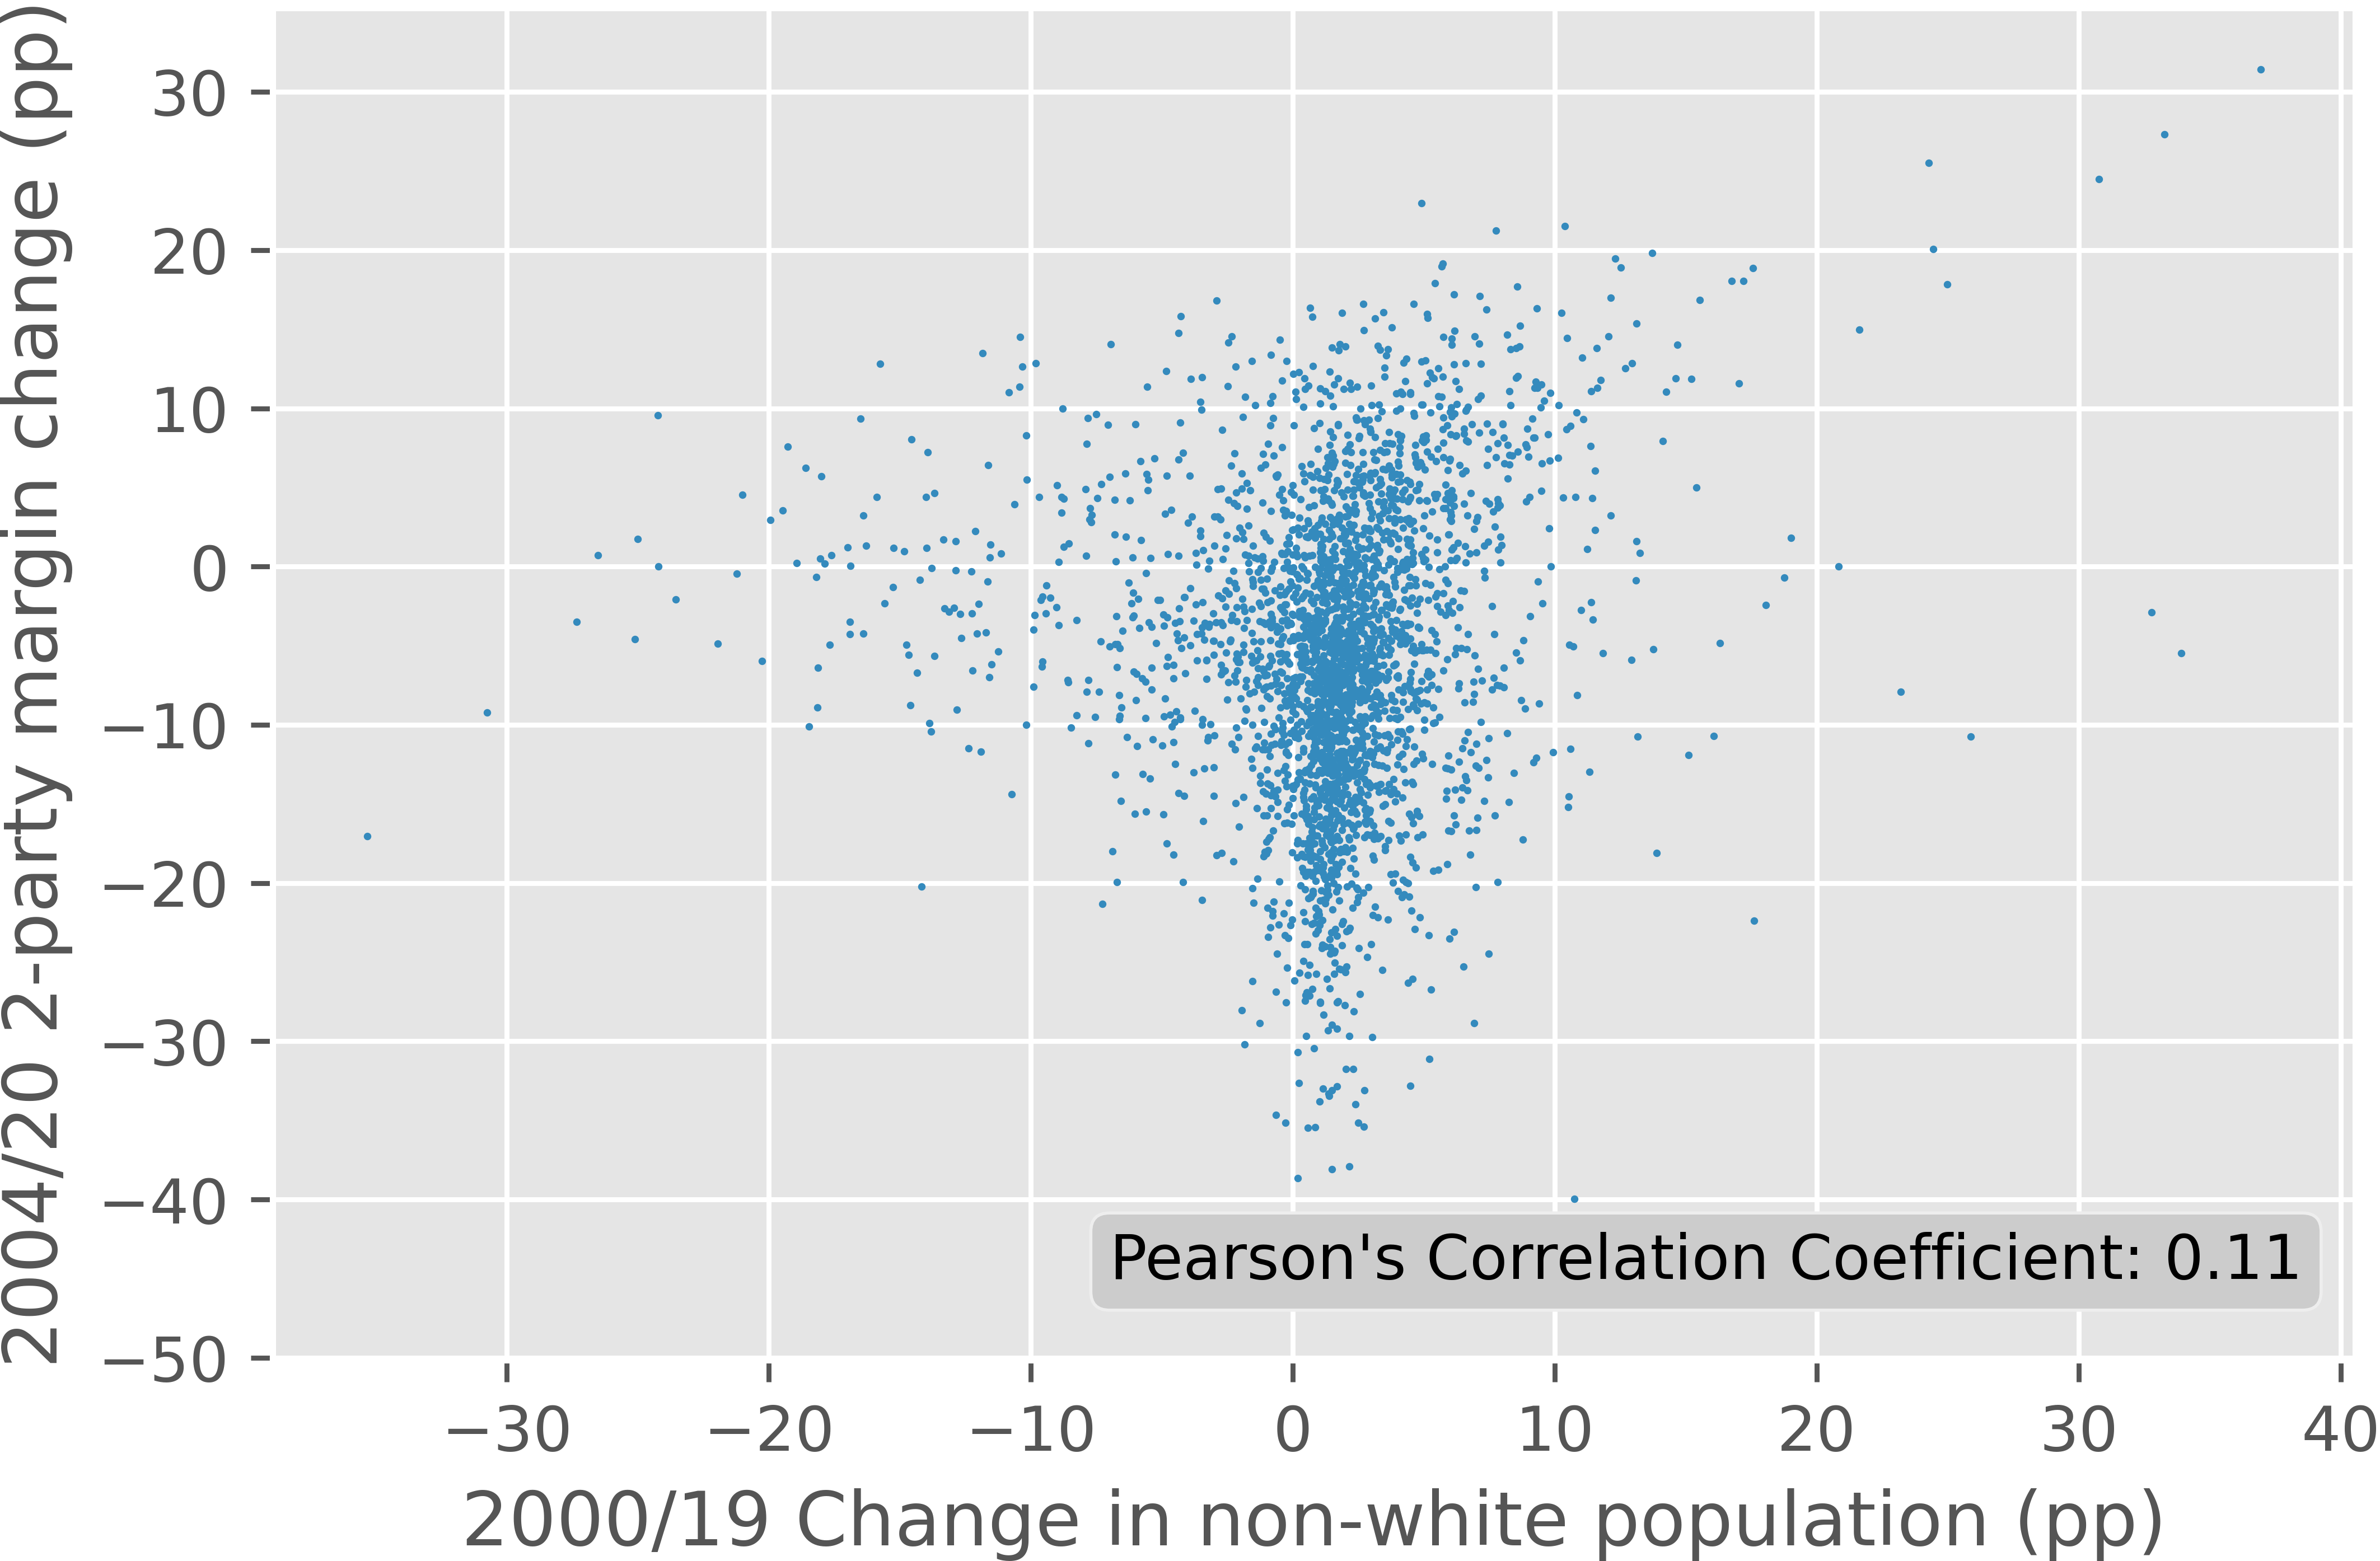 2004/20 2-party margin change (pp)
30
20
10
0
−10
−20
−30
−40
−50
Pearson's Correlation Coefficient: 0.11
−30 −20 −10 0 10 20 30 40
2000/19 Change in non-white population (pp)